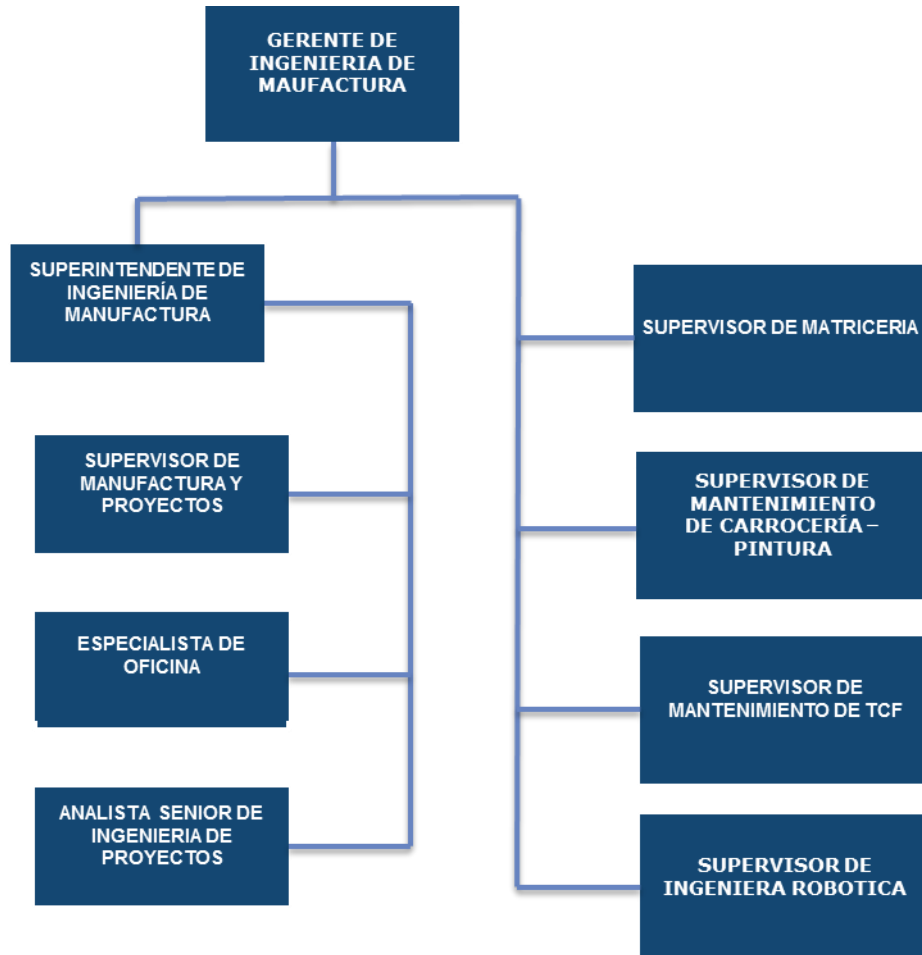 GERENTE DE
INGENIERIA DE
MAUFACTURA
SUPERINTENDENTE DE
INGENIERÍA DE
MANUFACTURA
SUPERVISOR DE
MANUFACTURA Y
PROYECTOS
ESPECIALISTA DE
OFICINA
ANALISTA SENIOR DE
INGENIERIA DE
PROYECTOS
SUPERVISOR DE MATRICERIA
SUPERVISOR DE
MANTENIMIENTO
DE CARROCERÍA –
PINTURA
SUPERVISOR DE
MANTENIMIENTO DE TCF
SUPERVISOR DE
INGENIERA ROBOTICA